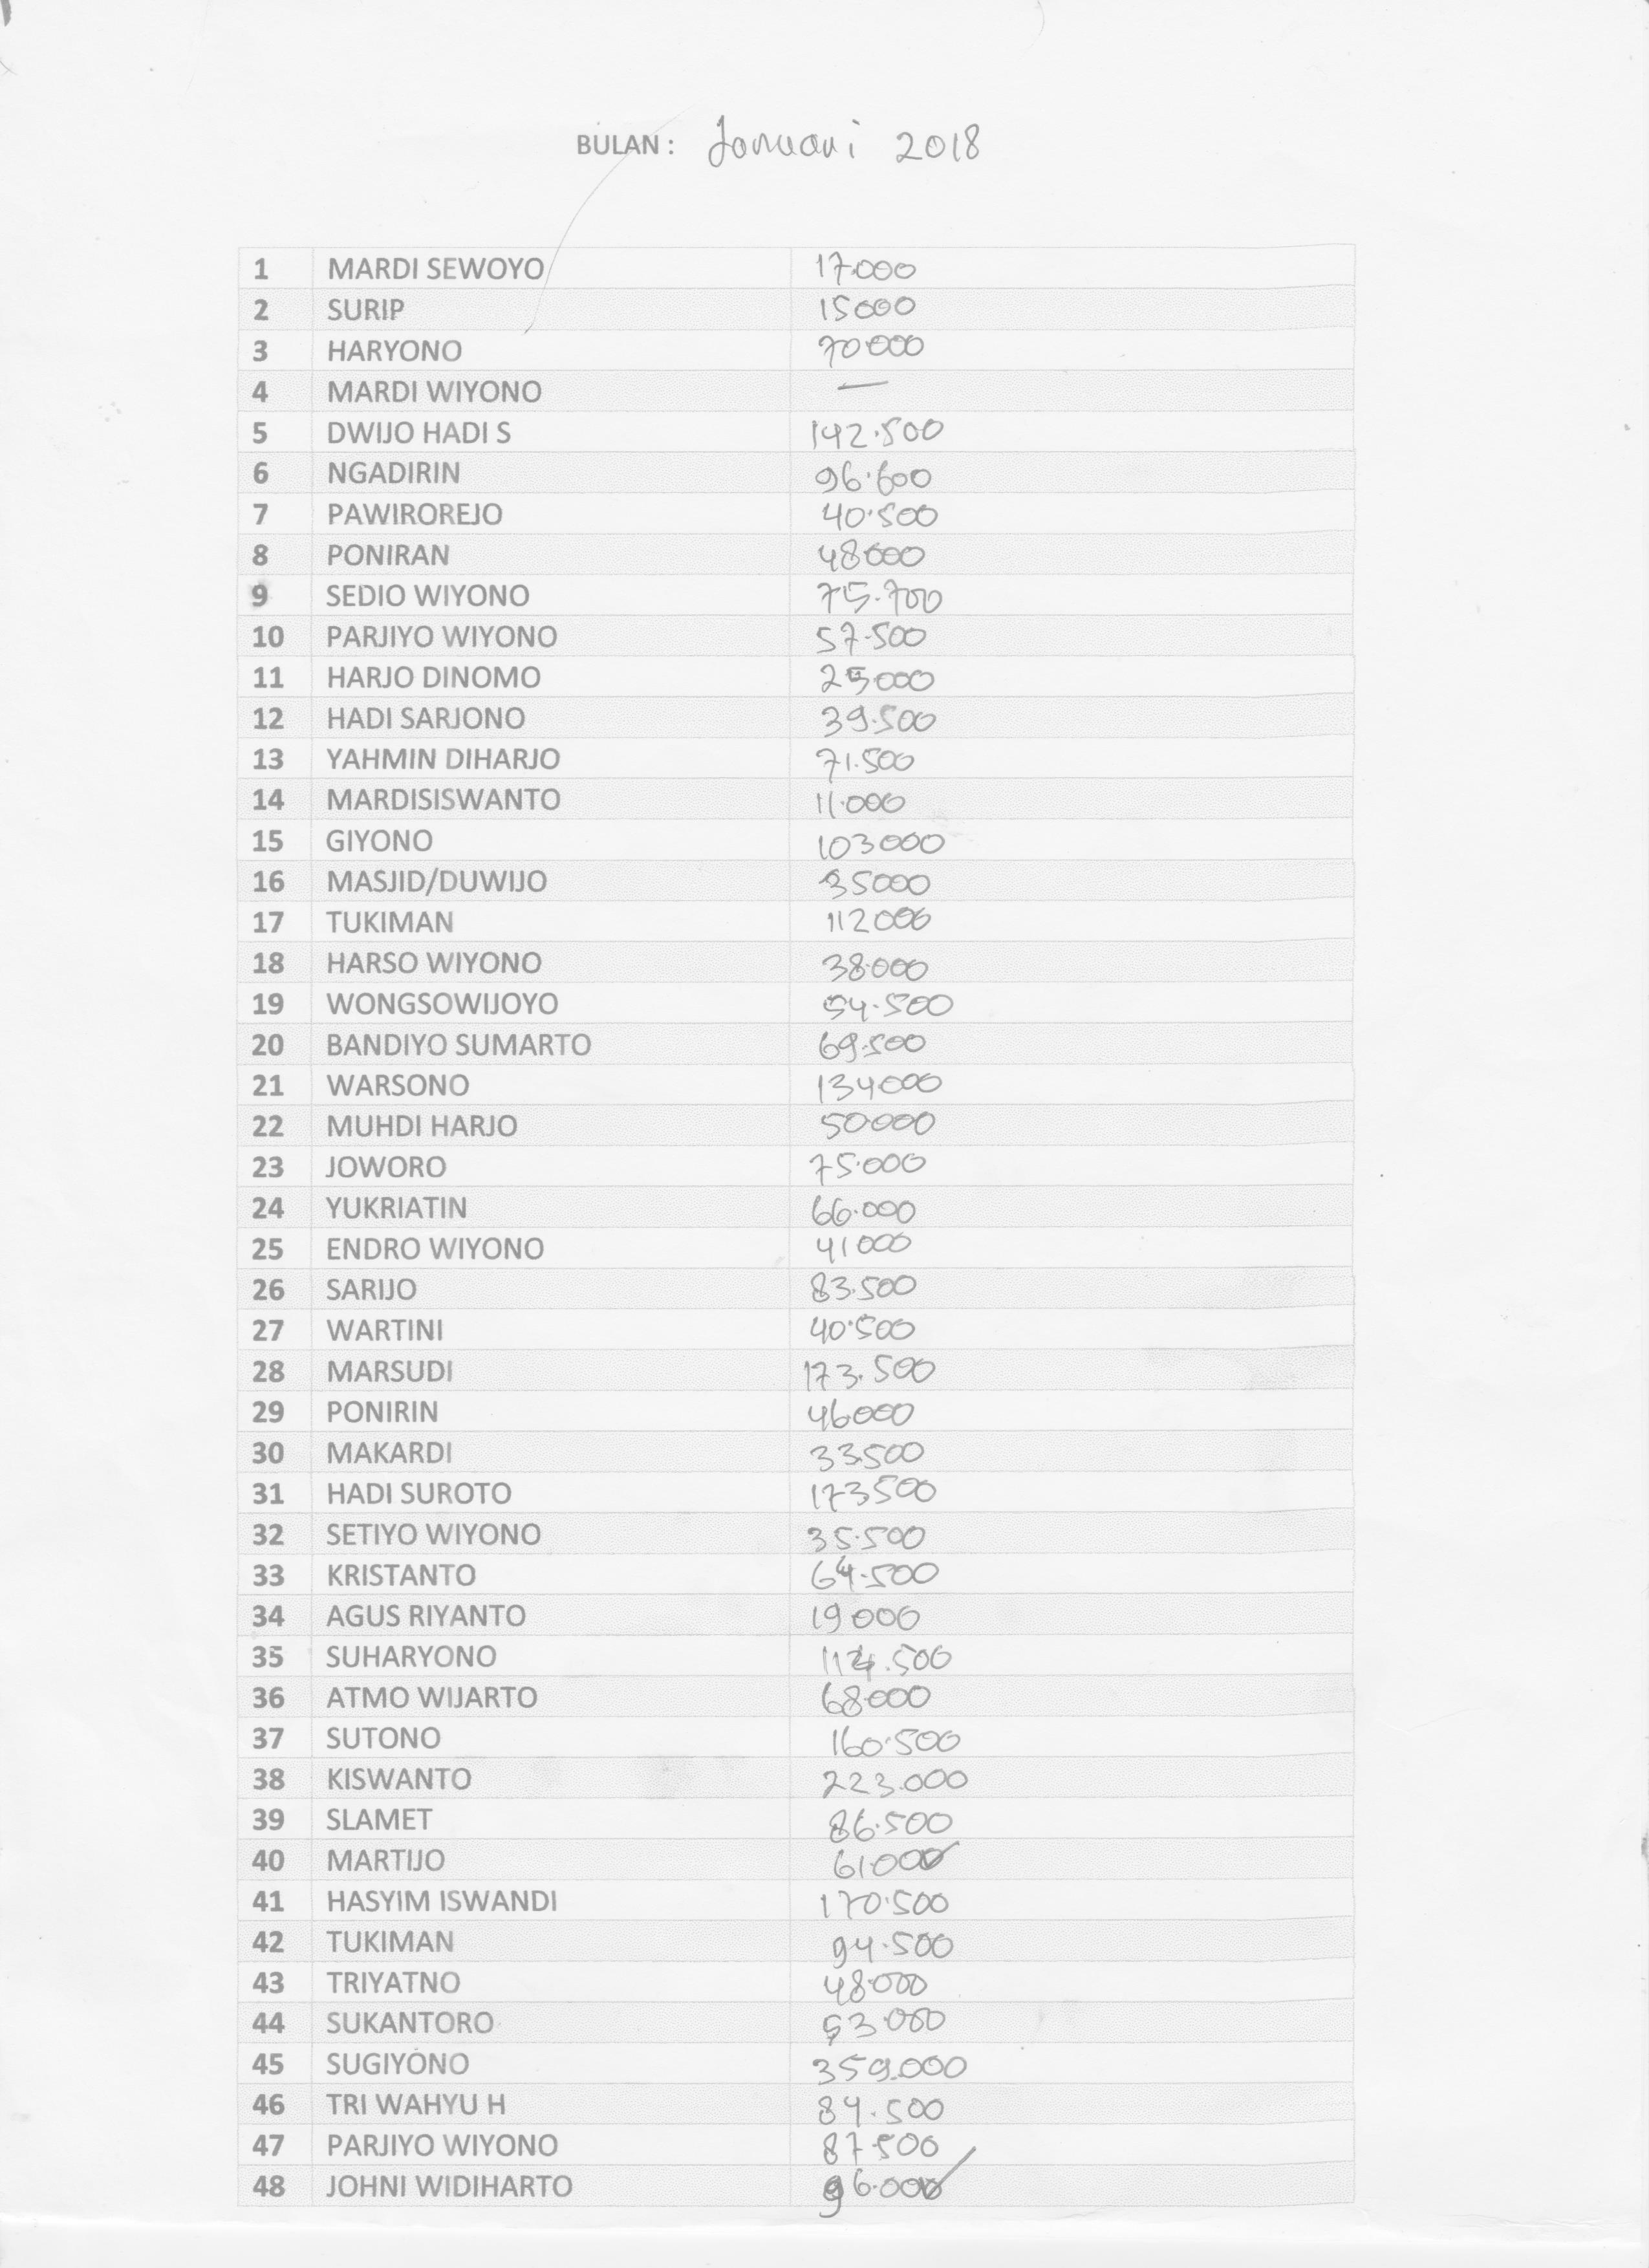 BULAN : Januari 2018
1 MARDI SEWOYO 17.000
2 SURIP 15000
3 HARYONO 70000
4 MARDI WIYONO —
5 DWIJO HADI S 142.500
6 NGADIRIN 96.600
7 PAWIROREJO 40.500
8 PONIRAN 48000
9 SEDIO WIYONO 75.700
10 PARJIYO WIYONO 57.500
11 HARJO DINOMO 25000
12 HADI SARJONO 39.500
13 YAHMIN DIHARJO 71.500
14 MARDISISWANTO 11.000
15 GIYONO 103000
16 MASJID/DUWIJO 35000
17 TUKIMAN 112000
18 HARSO WIYONO 38.000
19 WONGSOWIJOYO 54.500
20 BANDIYO SUMARTO 69.500
21 WARSONO 134000
22 MUHDI HARJO 50000
23 JOWORO 75.000
24 YUKRIATIN 66.000
25 ENDRO WIYONO 41000
26 SARIJO 83.500
27 WARTINI 40.500
28 MARSUDI 173.500
29 PONIRIN 46000
30 MAKARDI 33.500
31 HADI SUROTO 173500
32 SETIYO WIYONO 35.500
33 KRISTANTO 64.500
34 AGUS RIYANTO 19000
35 SUHARYONO
36 ATMO WIJARTO 68.000
37 SUTONO 160.500
38 KISWANTO 223.000
39 SLAMET 86.500
40 MARTIJO 61.000
41 HASYIM ISWANDI 170.500
42 TUKIMAN 94.500
43 TRIYATNO 48.000
44 SUKANTORO 53.000
45 SUGIYONO 359.000
46 TRI WAHYU H 84.500
47 PARJIYO WIYONO 87.500
48 JOHNI WIDIHARTO 96.000